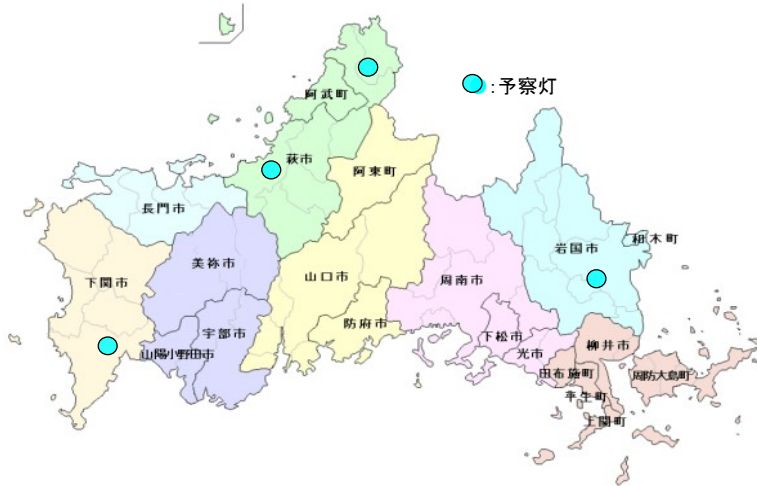 :予察灯
阿武町
萩市
阿東町
長門市
和木町
岩国市
美祢市
下関市
山口市
周南市
防府市
宇部市
下松市
柳井市
山陽小野田市
光市
田布施町
周防大島町
平生町
上関町